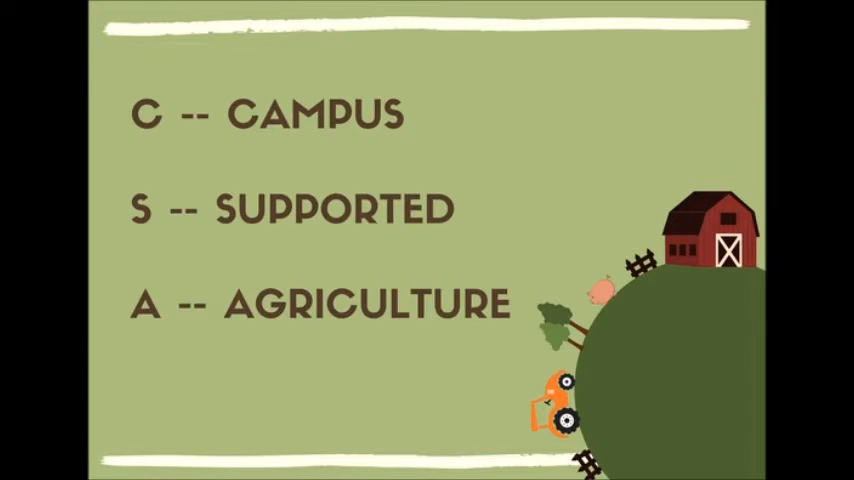 C -- CAMPUS
S -- SUPPORTED
A -- AGRICULTURE